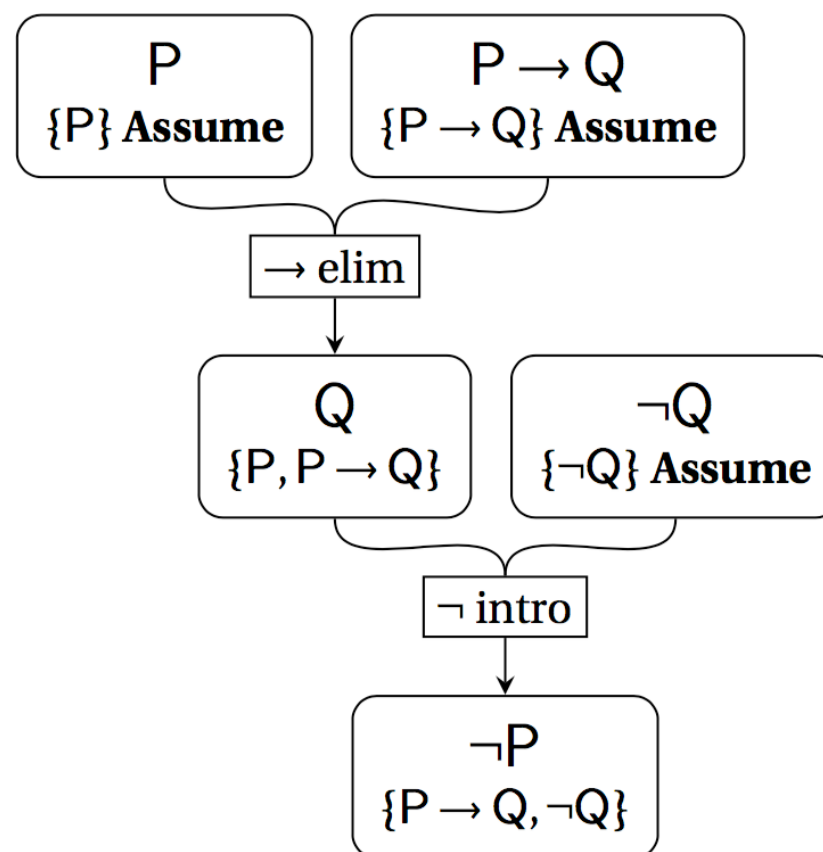 P
{P} Assume
P → Q
{P → Q} Assume
→ elim
Q
{P, P → Q}
¬Q
{¬Q} Assume
¬ intro
¬P
{P → Q, ¬Q}